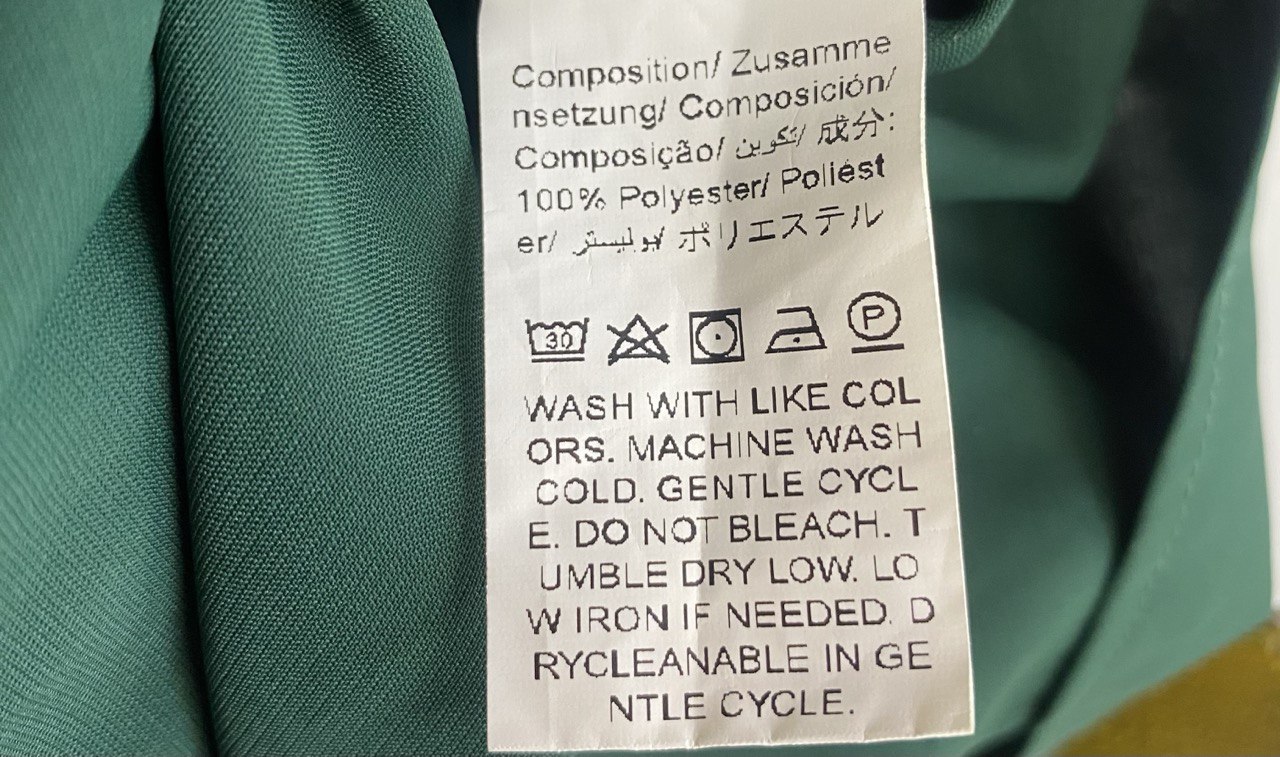 Composition/ Zusamme
nsetzung/ Composición/
Composição/ تكوين/ 成分:
100% Polyester/ Poliést
er/ بوليستر/ ポリエステル
30 P
WASH WITH LIKE COL
ORS. MACHINE WASH
COLD. GENTLE CYCL
E. DO NOT BLEACH. T
UMBLE DRY LOW. LO
W IRON IF NEEDED. D
RYCLEANABLE IN GE
NTLE CYCLE.